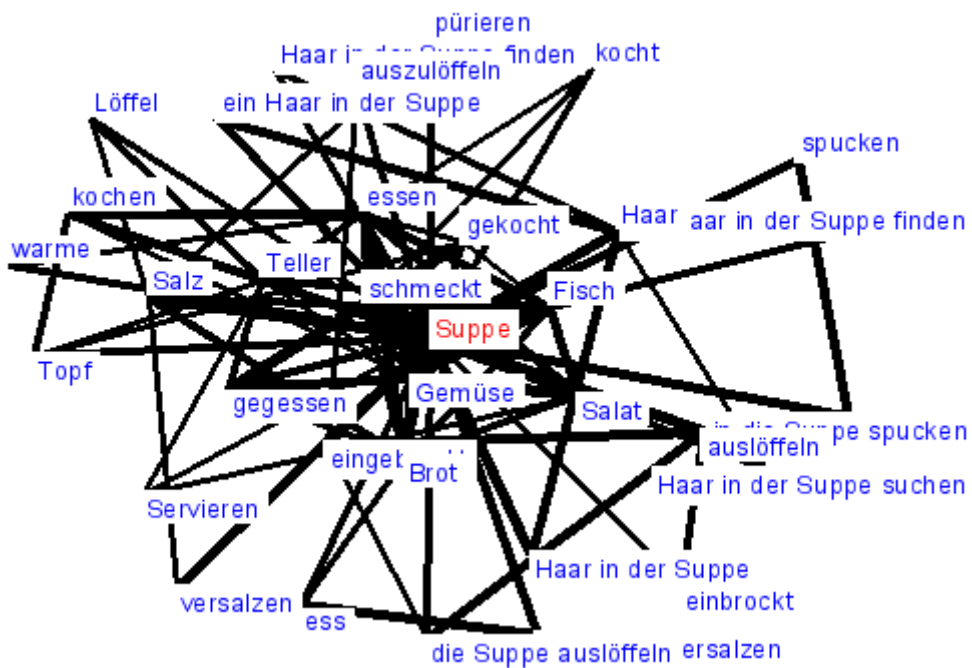 pürieren
Haar in der Suppe finden
kocht
auszulöffeln
Löffel
ein Haar in der Suppe
spucken
kochen
essen
gekocht
Haar
aar in der Suppe finden
warme
Salz
Teller
schmeckt
Fisch
Suppe
Topf
gegessen
Gemüse
Salat
in die Suppe spucken
auslöffeln
Brot
Haar in der Suppe suchen
Servieren
Haar in der Suppe
versalzen
ess
einbrockt
die Suppe auslöffeln
ersalzen